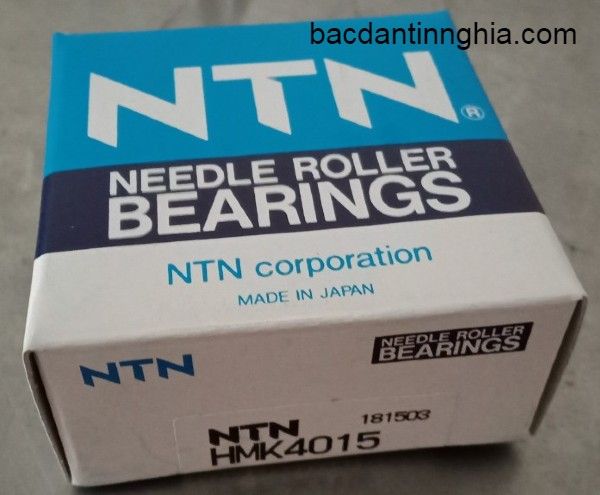 bacdantinnghia.com
NTN®
NEEDLE ROLLER
BEARINGS
NTN corporation
MADE IN JAPAN
NTN
NEEDLE ROLLER
BEARINGS
NTN 181503
HMK4015